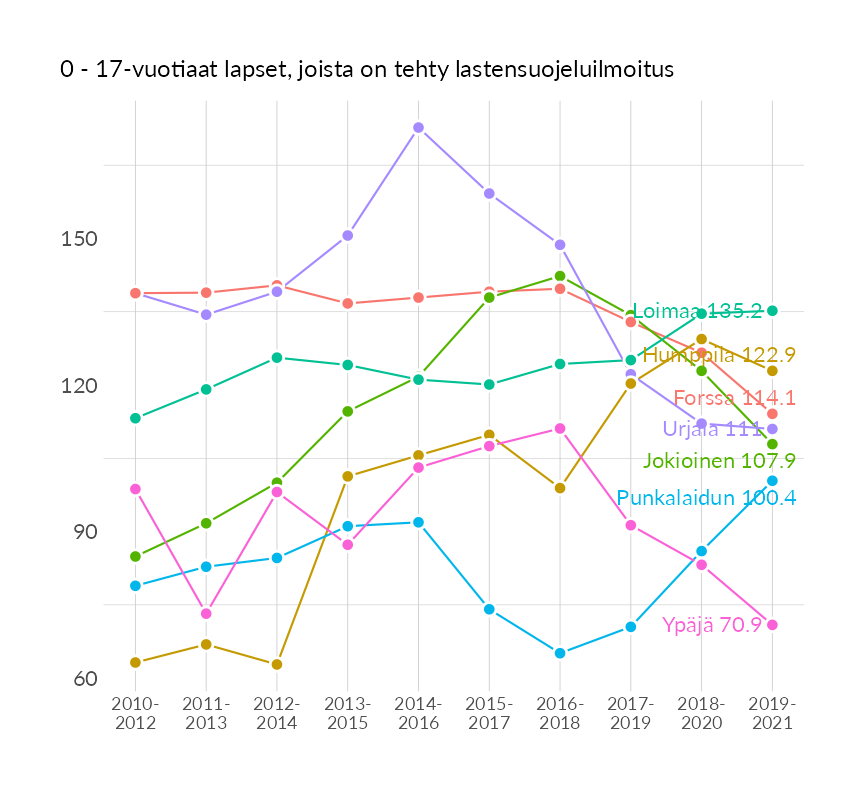 0 - 17-vuotiaat lapset, joista on tehty lastensuojeluilmoitus
150
120
90
60
Loimaa 135.2
Humppila 122.9
Forssa 114.1
Urjala 111
Jokioinen 107.9
Punkalaidun 100.4
Ypäjä 70.9
2010- 2011- 2012- 2013- 2014- 2015- 2016- 2017- 2018- 2019-
2012 2013 2014 2015 2016 2017 2018 2019 2020 2021